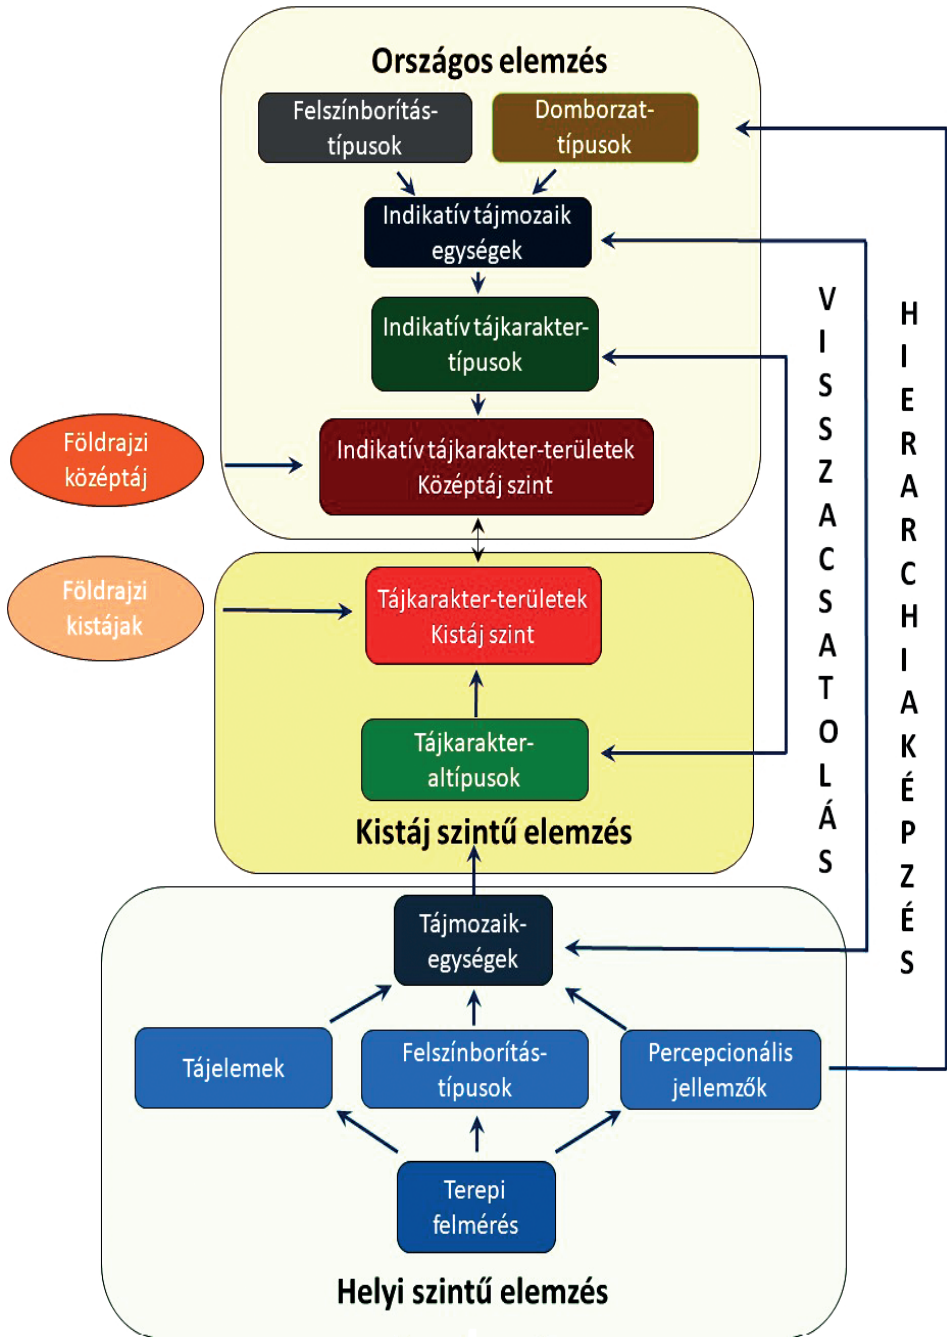 Országos elemzés
Felszínborítás-
típusok
Domborzat-
típusok
Indikatív tájmozaik
egységek
Indikatív tájkarakter-
típusok
Földrajzi
középtáj
Indikatív tájkarakter-területek
Középtáj szint
Földrajzi
kistájak
Tájkarakter-területek
Kistáj szint
Tájkarakter-
altípusok
Kistáj szintű elemzés
Tájmozaik-
egységek
Tájelemek
Felszínborítás-
típusok
Percepcionális
jellemzők
Terepi
felmérés
Helyi szintű elemzés
VISSZACSATOLÁS
HIERARCHIAKÉPZÉS